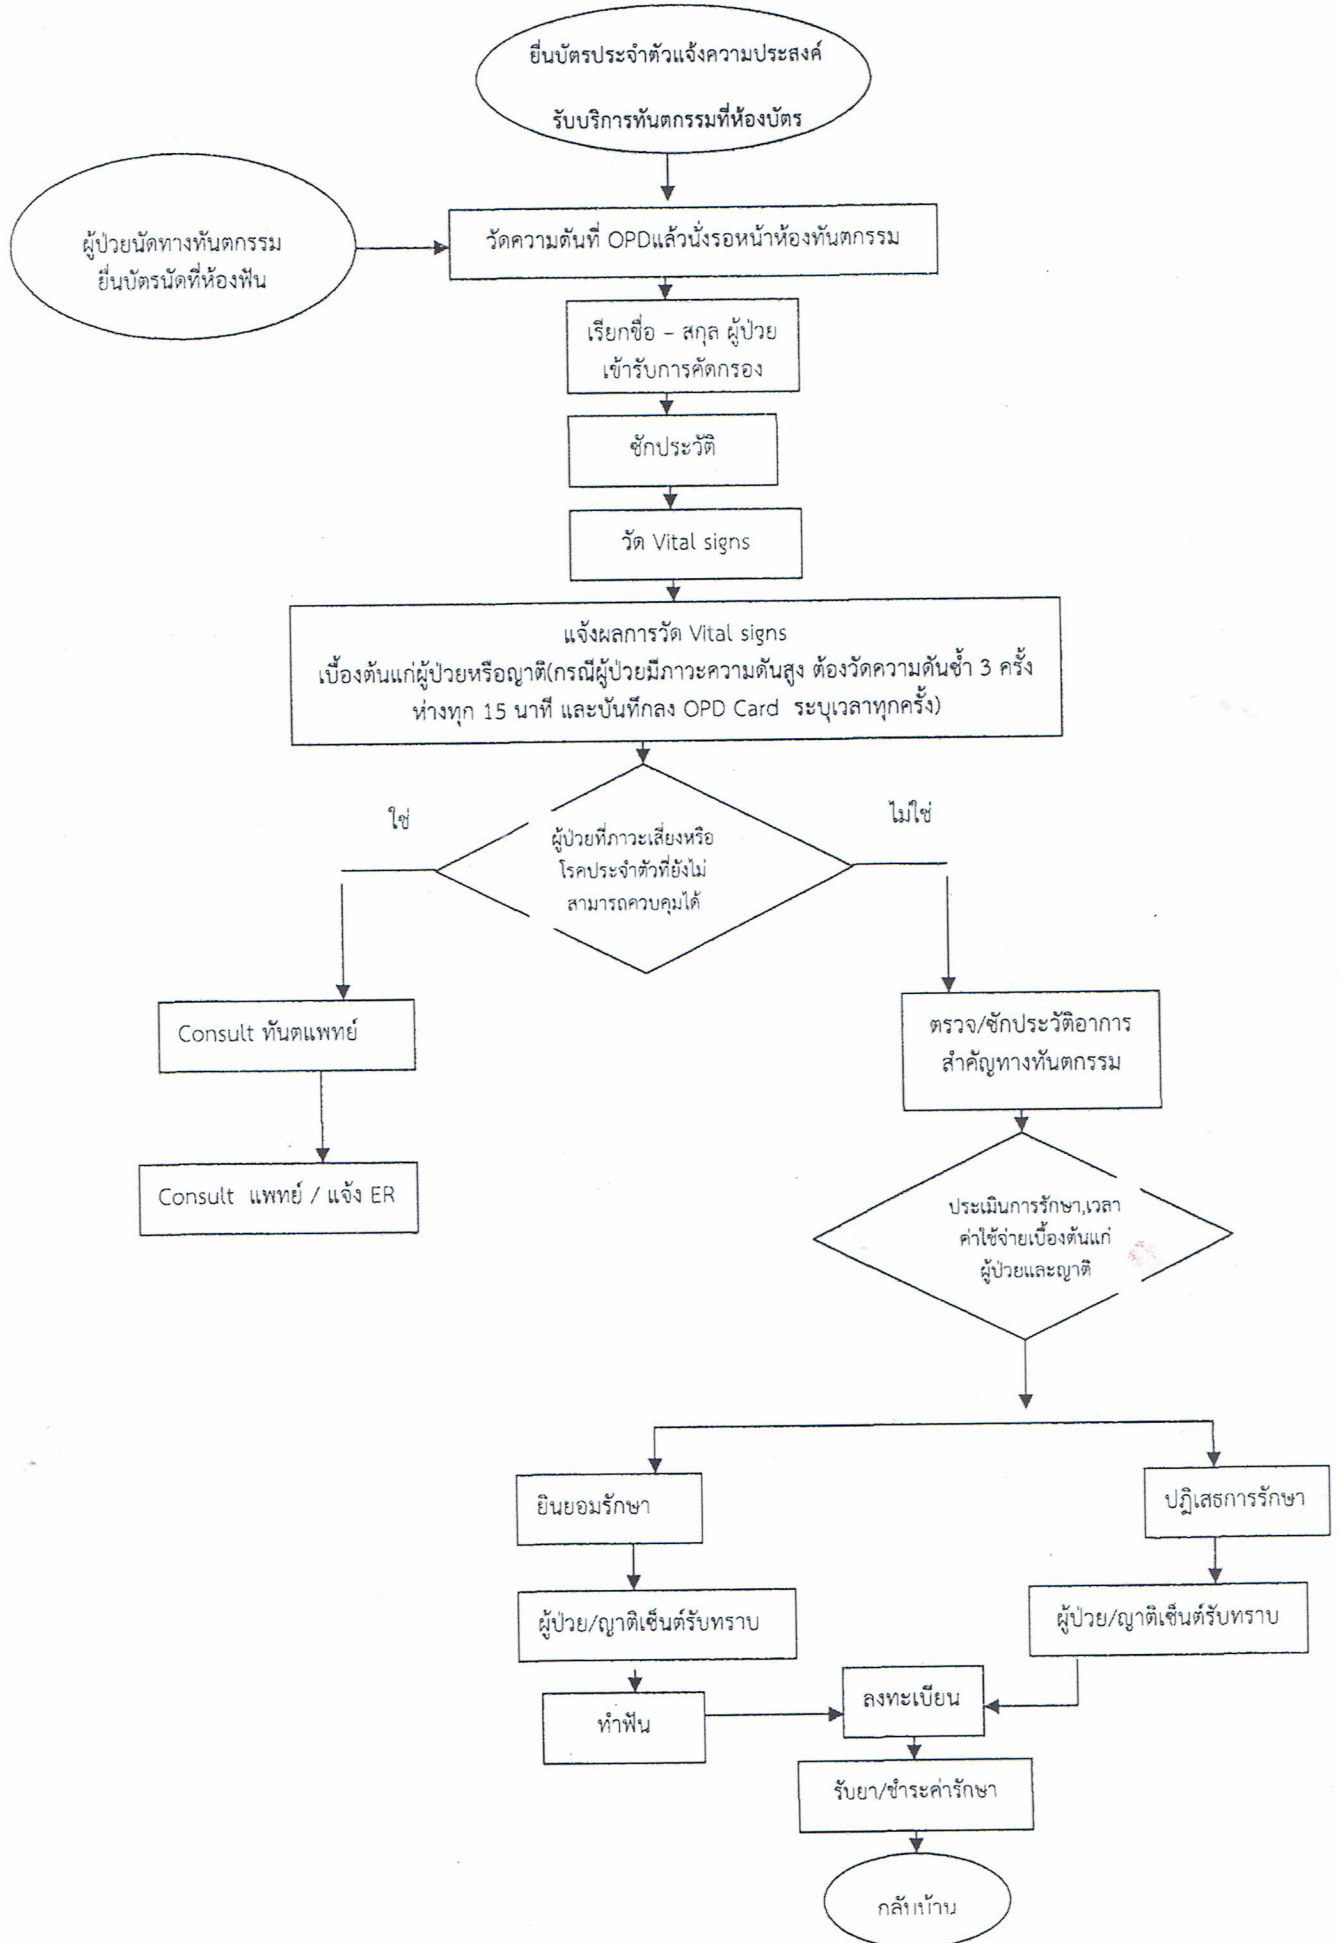 ยื่นบัตรประจำตัวแจ้งความประสงค์
รับบริการทันตกรรมที่ห้องบัตร
ผู้ป่วยนัดทางทันตกรรม
ยื่นบัตรนัดที่ห้องฟัน
วัดความดันที่ OPDแล้วนั่งรอหน้าห้องทันตกรรม
เรียกชื่อ – สกุล ผู้ป่วย
เข้ารับการคัดกรอง
ซักประวัติ
วัด Vital signs
แจ้งผลการวัด Vital signs
เบื้องต้นแก่ผู้ป่วยหรือญาติ(กรณีผู้ป่วยมีภาวะความดันสูง ต้องวัดความดันซ้ำ 3 ครั้ง
ห่างทุก 15 นาที และบันทึกลง OPD Card ระบุเวลาทุกครั้ง)
ใช่
ไม่ใช่
ผู้ป่วยที่ภาวะเสี่ยงหรือ
โรคประจำตัวที่ยังไม่
สามารถควบคุมได้
Consult ทันตแพทย์
Consult แพทย์ / แจ้ง ER
ตรวจ/ซักประวัติอาการ
สำคัญทางทันตกรรม
ประเมินการรักษา,เวลา
ค่าใช้จ่ายเบื้องต้นแก่
ผู้ป่วยและญาติ
ยินยอมรักษา
ปฎิเสธการรักษา
ผู้ป่วย/ญาติเซ็นต์รับทราบ
ผู้ป่วย/ญาติเซ็นต์รับทราบ
ทำฟัน
ลงทะเบียน
รับยา/ชำระค่ารักษา
กลับบ้าน